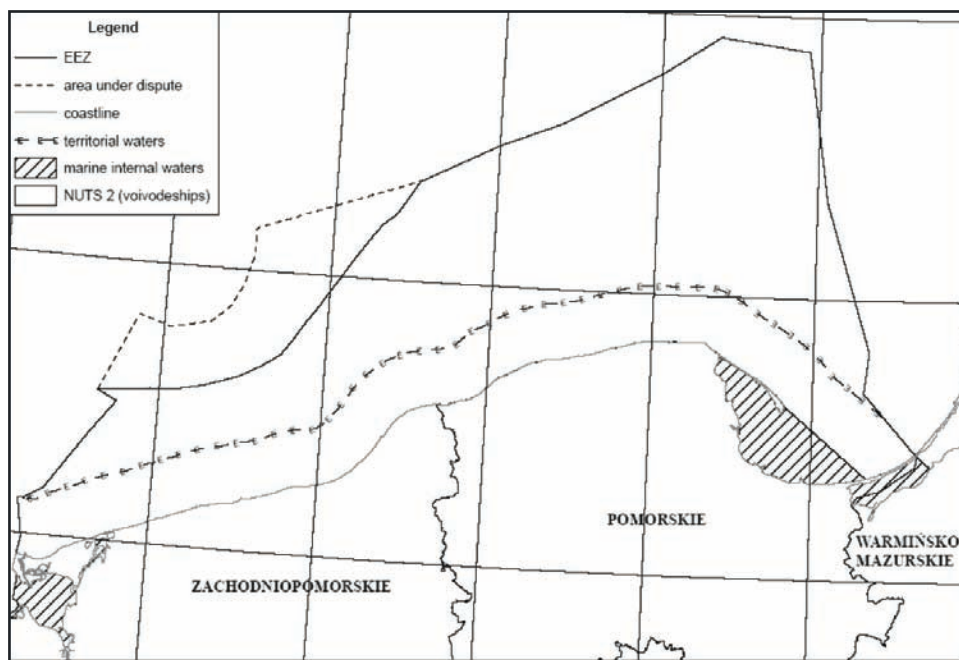 Legend
EEZ
area under dispute
coastline
territorial waters
marine internal waters
NUTS 2 (voivodeships)
POMORSKIE
WARMIŃSKO
MAZURSKIE
ZACHODNIOPOMORSKIE